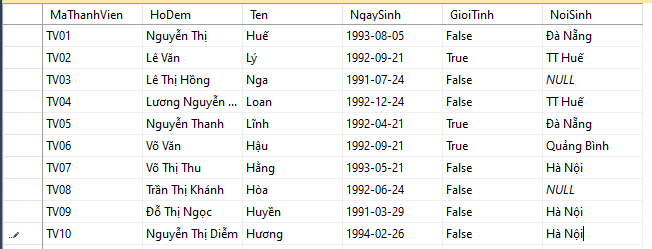 MaThanhVien HoDem Ten NgaySinh GioiTinh NoiSinh
TV01 Nguyễn Thị Huế 1993-08-05 False Đà Nẵng
TV02 Lê Văn Lý 1992-09-21 True TT Huế
TV03 Lê Thị Hồng Nga 1991-07-24 False NULL
TV04 Lương Nguyễn ... Loan 1992-12-24 False TT Huế
TV05 Nguyễn Thanh Lĩnh 1992-04-21 True Đà Nẵng
TV06 Võ Văn Hậu 1992-09-21 True Quảng Bình
TV07 Võ Thị Thu Hằng 1993-05-21 False Hà Nội
TV08 Trần Thị Khánh Hòa 1992-06-24 False NULL
TV09 Đỗ Thị Ngọc Huyền 1991-03-29 False Hà Nội
TV10 Nguyễn Thị Diễm Hương 1994-02-26 False Hà Nội